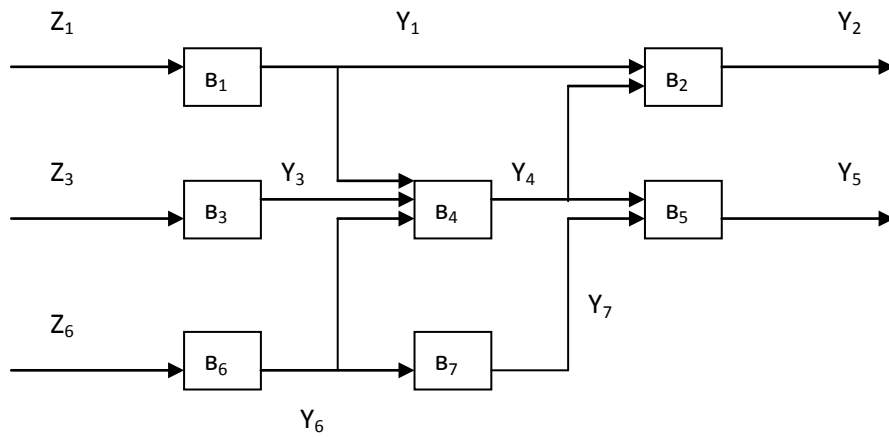 Z₁ Y₁ Y₂
B₁ B₂
Z₃ Y₃ Y₄ Y₅
B₃ B₄ B₅
Z₆ Y₇
B₆ B₇
Y₆